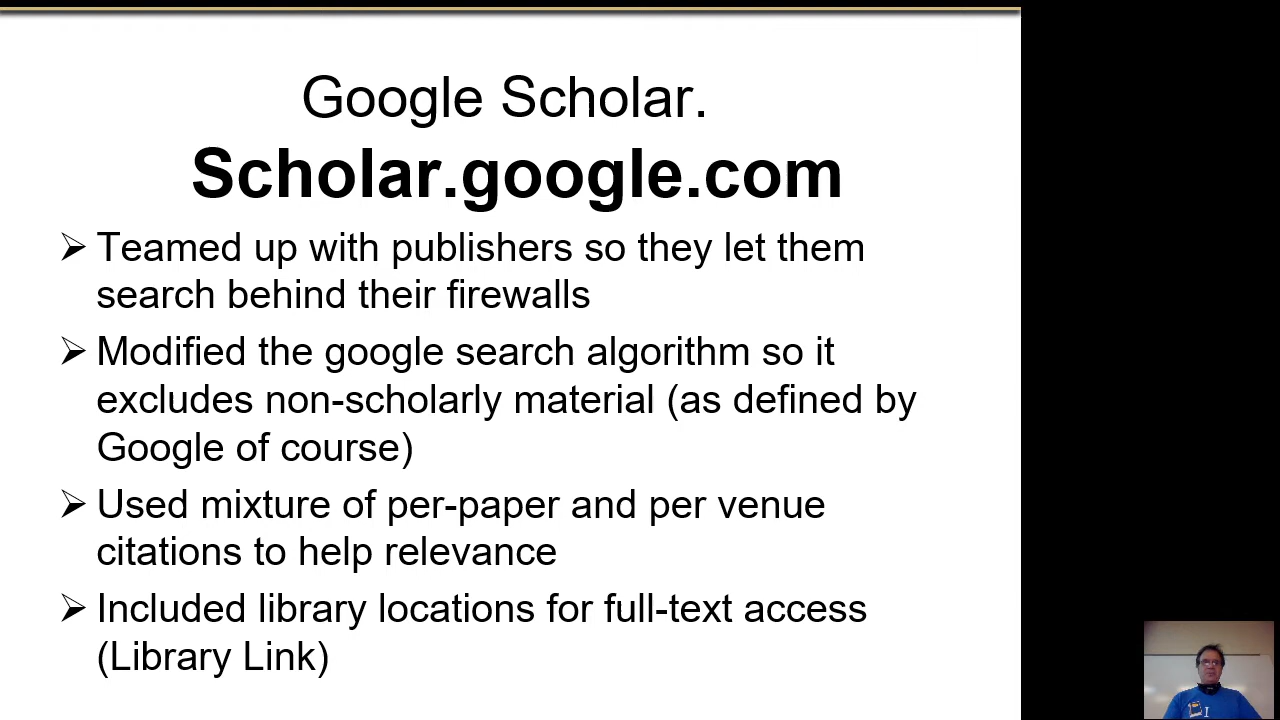 Google Scholar.
Scholar.google.com
➢ Teamed up with publishers so they let them
search behind their firewalls
➢ Modified the google search algorithm so it
excludes non-scholarly material (as defined by
Google of course)
➢ Used mixture of per-paper and per venue
citations to help relevance
➢ Included library locations for full-text access
(Library Link)
I